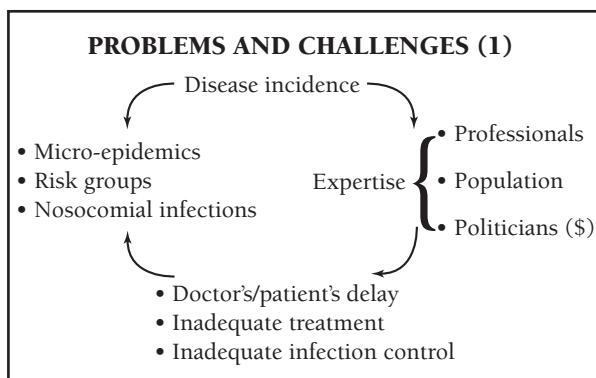 PROBLEMS AND CHALLENGES (1)
Disease incidence
• Micro-epidemics
• Risk groups
• Nosocomial infections
Expertise
• Professionals
• Population
• Politicians ($)
• Doctor's/patient's delay
• Inadequate treatment
• Inadequate infection control